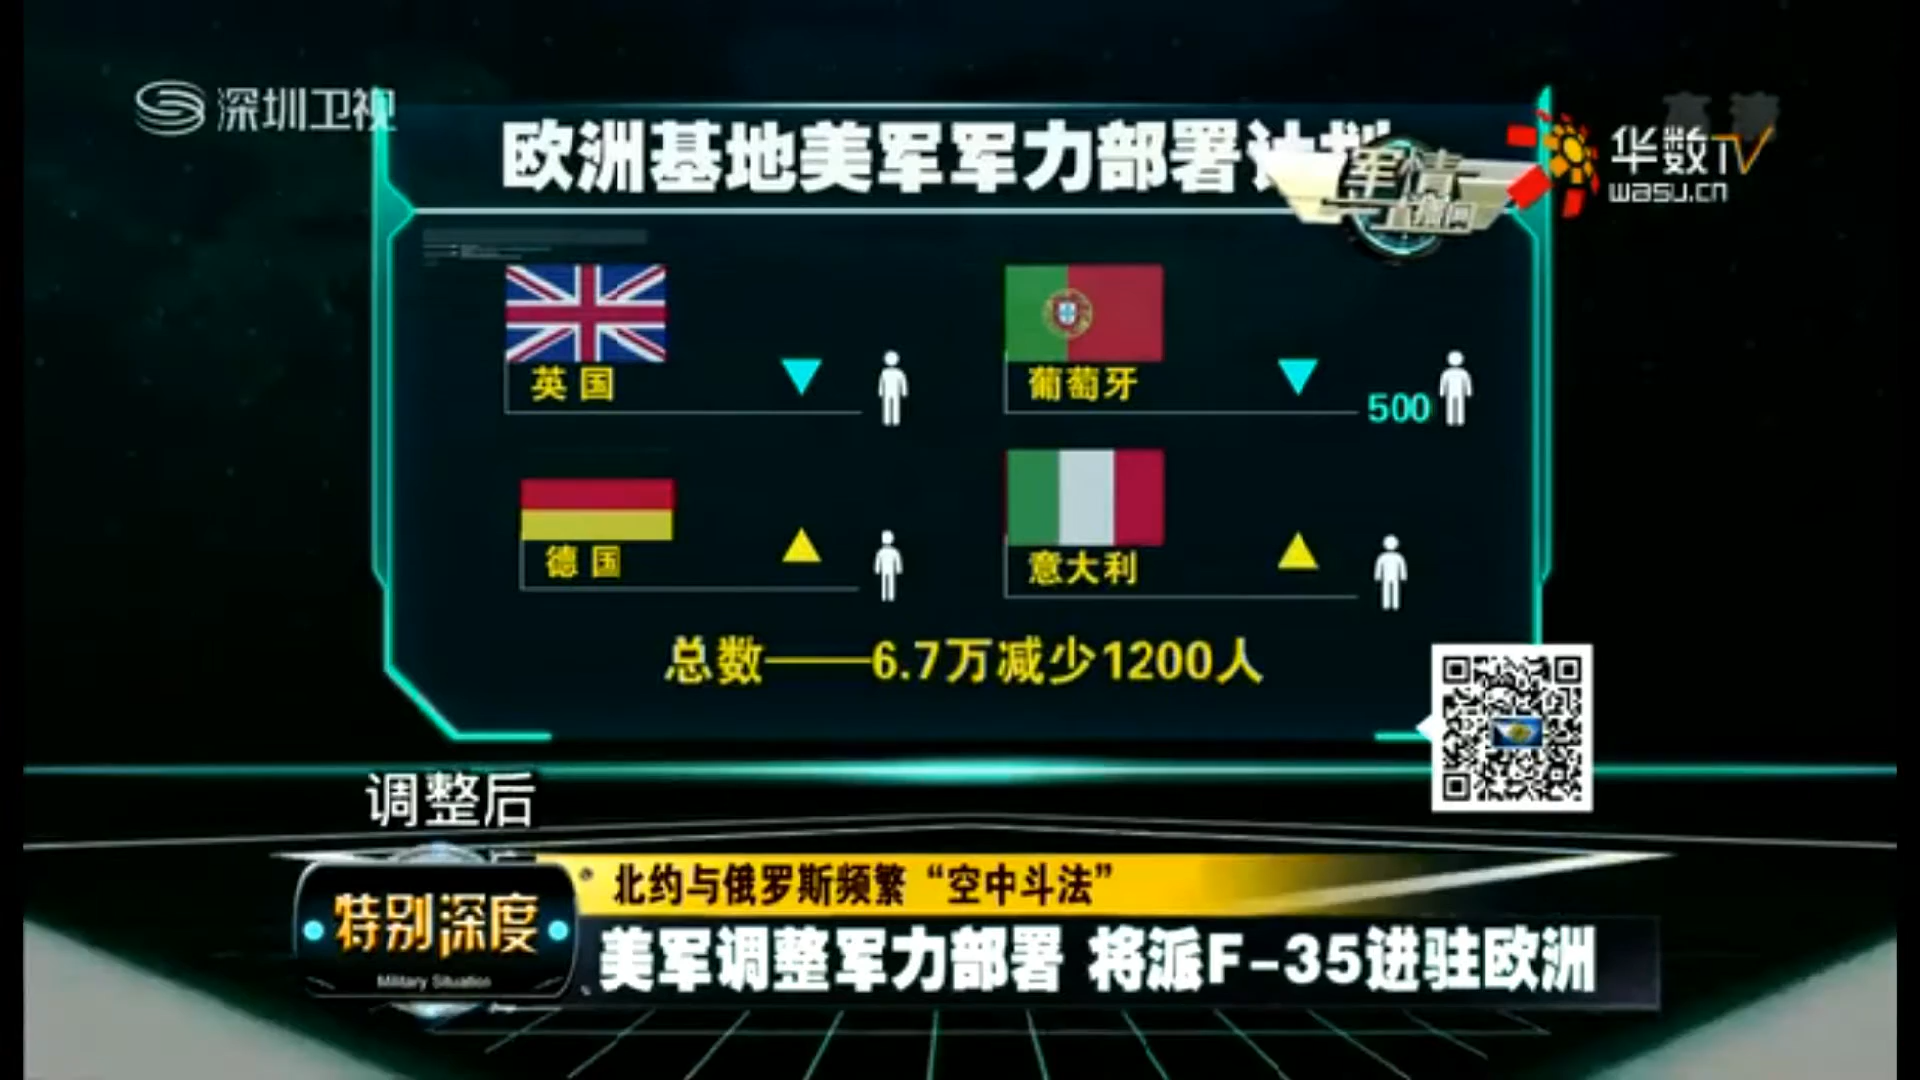 深圳卫视
欧洲基地美军军力部署计划
军情
华数TV
wasu.cn
英国
葡萄牙
500
德国
意大利
总数——6.7万减少1200人
调整后
北约与俄罗斯频繁“空中斗法”
特别深度
Military Situation
美军调整军力部署 将派F-35进驻欧洲